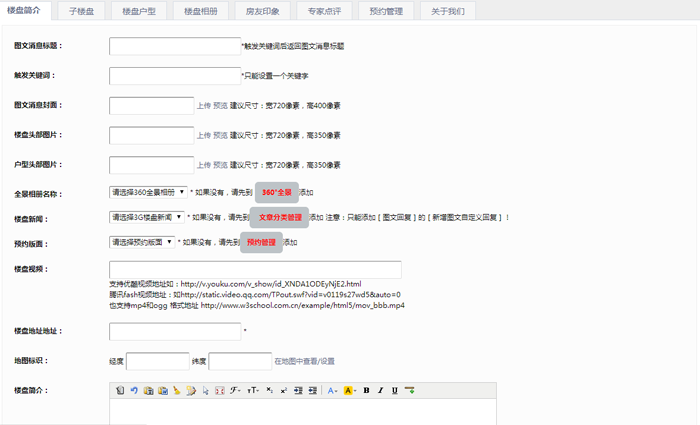 楼盘简介 子楼盘 楼盘户型 楼盘相册 房友印象 专家点评 预约管理 关于我们
图文消息标题： *触发关键词后返回图文消息标题
触发关键词： *只能设置一个关键字
图文消息封面： 上传 预览 建议尺寸：宽720像素，高400像素
楼盘头部图片： 上传 预览 建议尺寸：宽720像素，高350像素
户型头部图片： 上传 预览 建议尺寸：宽720像素，高350像素
全景相册名称： 请选择360全景相册 * 如果没有，请先到 360°全景 添加
楼盘新闻： 请选择3G楼盘新闻 * 如果没有，请先到 文章分类管理 添加 注意：只能添加 [ 图文回复 ] 的 [ 新增图文自定义回复 ] ！
预约版面： 请选择预约版面 * 如果没有，请先到 预约管理 添加
楼盘视频：
支持优酷视频地址如：http://v.youku.com/v_show/id_XNDA1ODEyNjE2.html
腾讯fash视频地址：如http://static.video.qq.com/TPout.swf?vid=v0119s27wd5&auto=0
也支持mp4和ogg 格式地址 http://www.w3school.com.cn/example/html5/mov_bbb.mp4
楼盘地址地址： *
地图标识： 经度 纬度 在地图中查看/设置
楼盘简介：